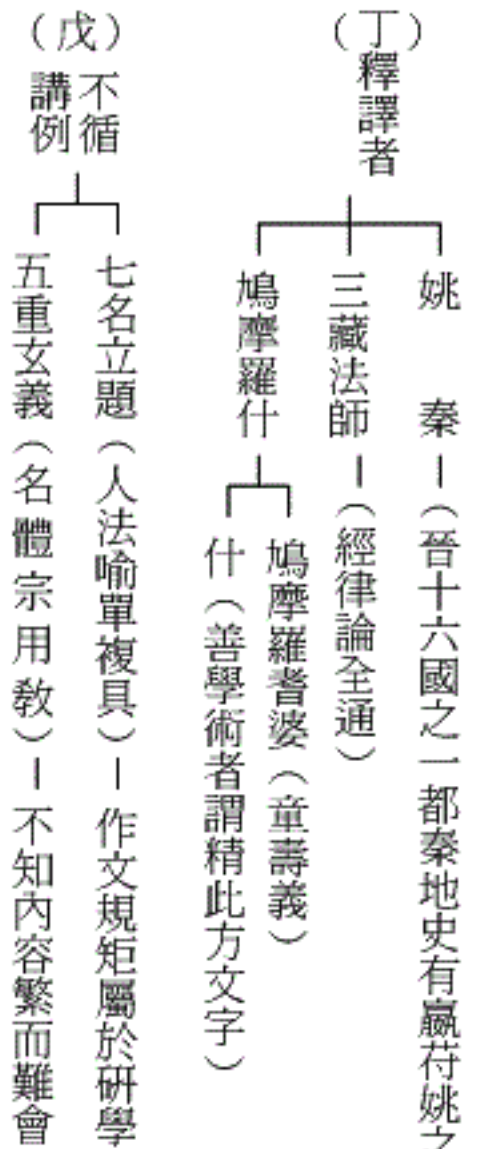 （丁）釋譯者
姚　秦－（晉十六國之一都秦地史有嬴苻姚之
三藏法師－（經律論全通）
鳩摩羅什
鳩摩羅耆婆（童壽義）
什（善學術者謂精此方文字）
（戊）不循講例
七名立題（人法喻單複具）－作文規矩屬於研學
五重玄義（名體宗用教）－不知內容繁而難會